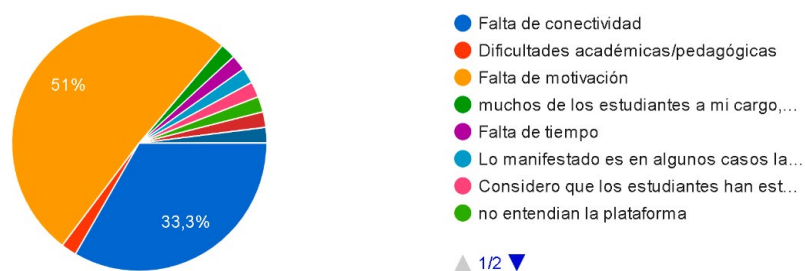 51%
33,3%
Falta de conectividad
Dificultades académicas/pedagógicas
Falta de motivación
muchos de los estudiantes a mi cargo,...
Falta de tiempo
Lo manifestado es en algunos casos la...
Considero que los estudiantes han est...
no entendian la plataforma
1/2